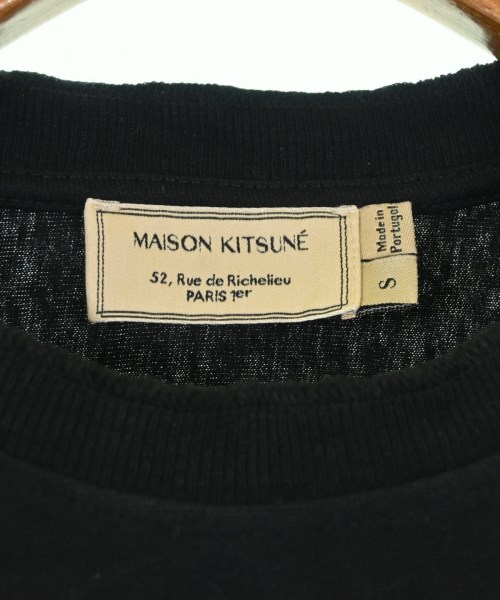 MAISON KITSUNÉ
52, Rue de Richelieu
PARIS 1er
Made in
Portugal
S